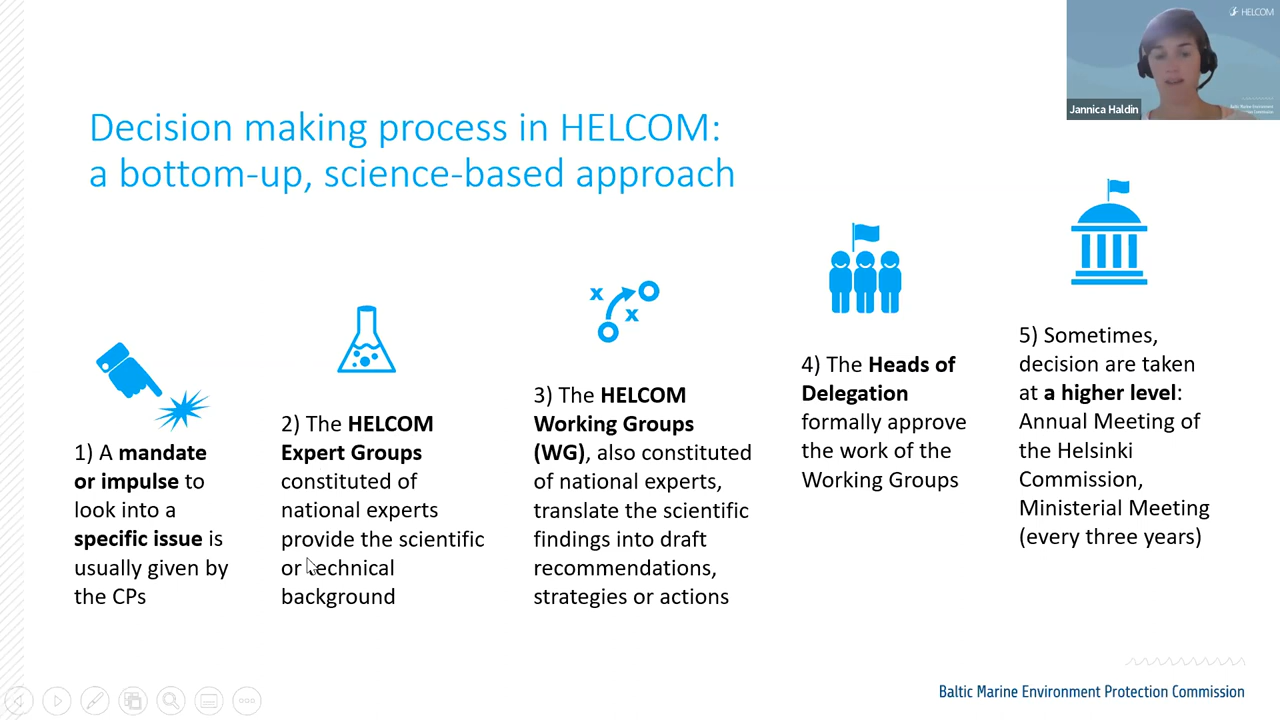 HELCOM
Jannica Haldin
Decision making process in HELCOM:
a bottom-up, science-based approach
1) A mandate
or impulse to
look into a
specific issue is
usually given by
the CPs
2) The HELCOM
Expert Groups
constituted of
national experts
provide the scientific
or technical
background
3) The HELCOM
Working Groups
(WG), also constituted
of national experts,
translate the scientific
findings into draft
recommendations,
strategies or actions
4) The Heads of
Delegation
formally approve
the work of the
Working Groups
5) Sometimes,
decision are taken
at a higher level:
Annual Meeting of
the Helsinki
Commission,
Ministerial Meeting
(every three years)
Baltic Marine Environment Protection Commission